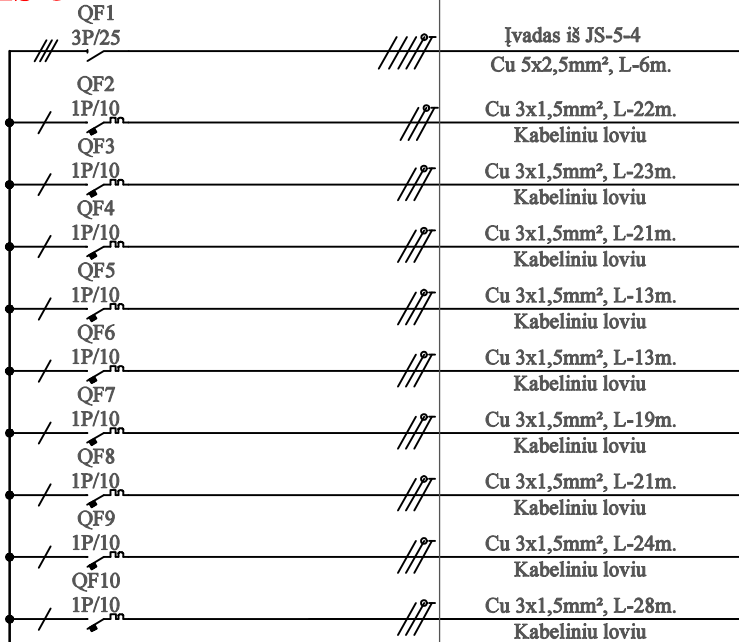 QF1
3P/25
Įvadas iš JS-5-4
Cu 5x2,5mm², L-6m.
QF2
1P/10
Cu 3x1,5mm², L-22m.
Kabeliniu loviu
QF3
1P/10
Cu 3x1,5mm², L-23m.
Kabeliniu loviu
QF4
1P/10
Cu 3x1,5mm², L-21m.
Kabeliniu loviu
QF5
1P/10
Cu 3x1,5mm², L-13m.
Kabeliniu loviu
QF6
1P/10
Cu 3x1,5mm², L-13m.
Kabeliniu loviu
QF7
1P/10
Cu 3x1,5mm², L-19m.
Kabeliniu loviu
QF8
1P/10
Cu 3x1,5mm², L-21m.
Kabeliniu loviu
QF9
1P/10
Cu 3x1,5mm², L-24m.
Kabeliniu loviu
QF10
1P/10
Cu 3x1,5mm², L-28m.
Kabeliniu loviu